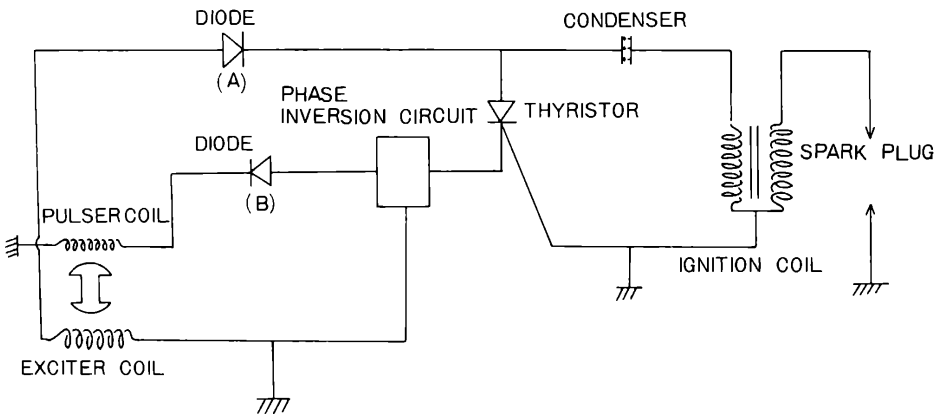 DIODE
(A)
CONDENSER
PHASE
INVERSION CIRCUIT
THYRISTOR
DIODE
(B)
SPARK PLUG
PULSER COIL
IGNITION COIL
EXCITER COIL